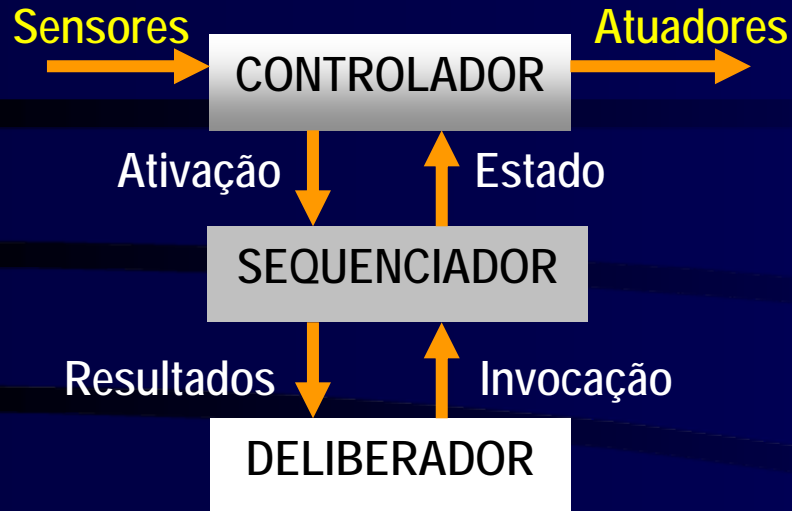 Sensores
Atuadores
CONTROLADOR
Ativação
Estado
SEQUENCIADOR
Resultados
Invocação
DELIBERADOR